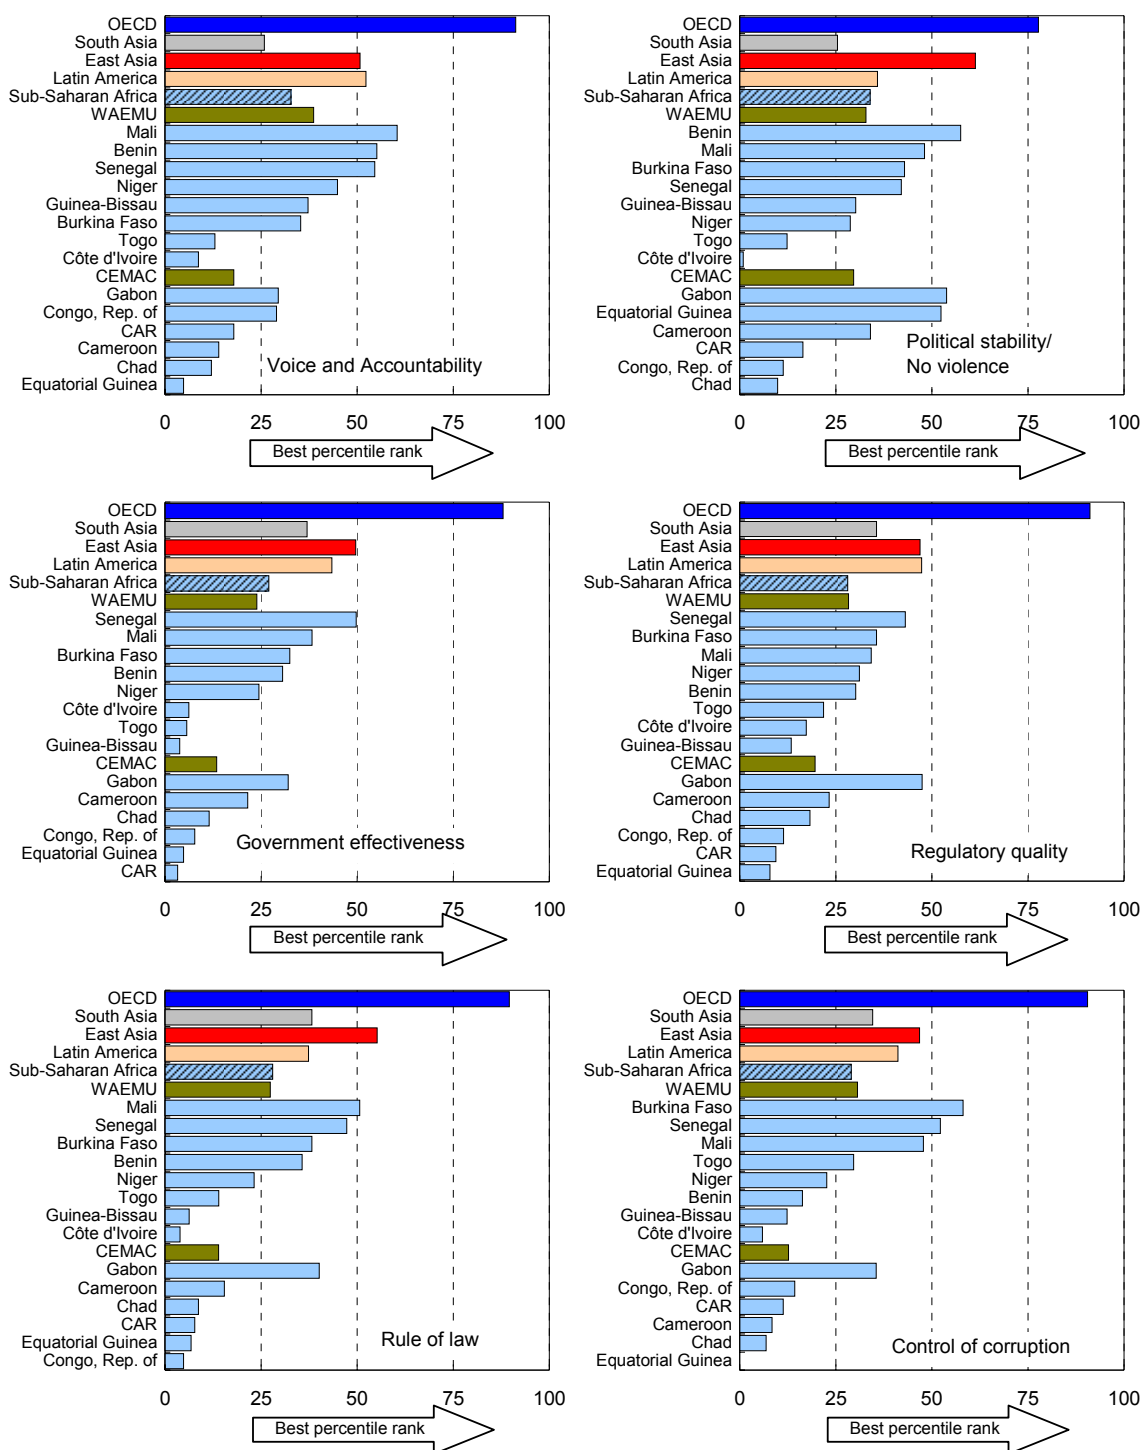 OECD
South Asia
East Asia
Latin America
Sub-Saharan Africa
WAEMU
Mali
Benin
Senegal
Niger
Guinea-Bissau
Burkina Faso
Togo
Côte d'Ivoire
CEMAC
Gabon
Congo, Rep. of
CAR
Cameroon
Chad
Equatorial Guinea
Voice and Accountability
0 25 50 75 100
Best percentile rank
OECD
South Asia
East Asia
Latin America
Sub-Saharan Africa
WAEMU
Benin
Mali
Burkina Faso
Senegal
Guinea-Bissau
Niger
Togo
Côte d'Ivoire
CEMAC
Gabon
Equatorial Guinea
Cameroon
CAR
Congo, Rep. of
Chad
Political stability/
No violence
0 25 50 75 100
Best percentile rank
OECD
South Asia
East Asia
Latin America
Sub-Saharan Africa
WAEMU
Senegal
Mali
Burkina Faso
Benin
Niger
Côte d'Ivoire
Togo
Guinea-Bissau
CEMAC
Gabon
Cameroon
Chad
Congo, Rep. of
Equatorial Guinea
CAR
Government effectiveness
0 25 50 75 100
Best percentile rank
OECD
South Asia
East Asia
Latin America
Sub-Saharan Africa
WAEMU
Senegal
Burkina Faso
Mali
Niger
Benin
Togo
Côte d'Ivoire
Guinea-Bissau
CEMAC
Gabon
Cameroon
Chad
Congo, Rep. of
CAR
Equatorial Guinea
Regulatory quality
0 25 50 75 100
Best percentile rank
OECD
South Asia
East Asia
Latin America
Sub-Saharan Africa
WAEMU
Mali
Senegal
Burkina Faso
Benin
Niger
Togo
Guinea-Bissau
Côte d'Ivoire
CEMAC
Gabon
Cameroon
Chad
CAR
Equatorial Guinea
Congo, Rep. of
Rule of law
0 25 50 75 100
Best percentile rank
OECD
South Asia
East Asia
Latin America
Sub-Saharan Africa
WAEMU
Burkina Faso
Senegal
Mali
Togo
Niger
Benin
Guinea-Bissau
Côte d'Ivoire
CEMAC
Gabon
Congo, Rep. of
CAR
Cameroon
Chad
Equatorial Guinea
Control of corruption
0 25 50 75 100
Best percentile rank